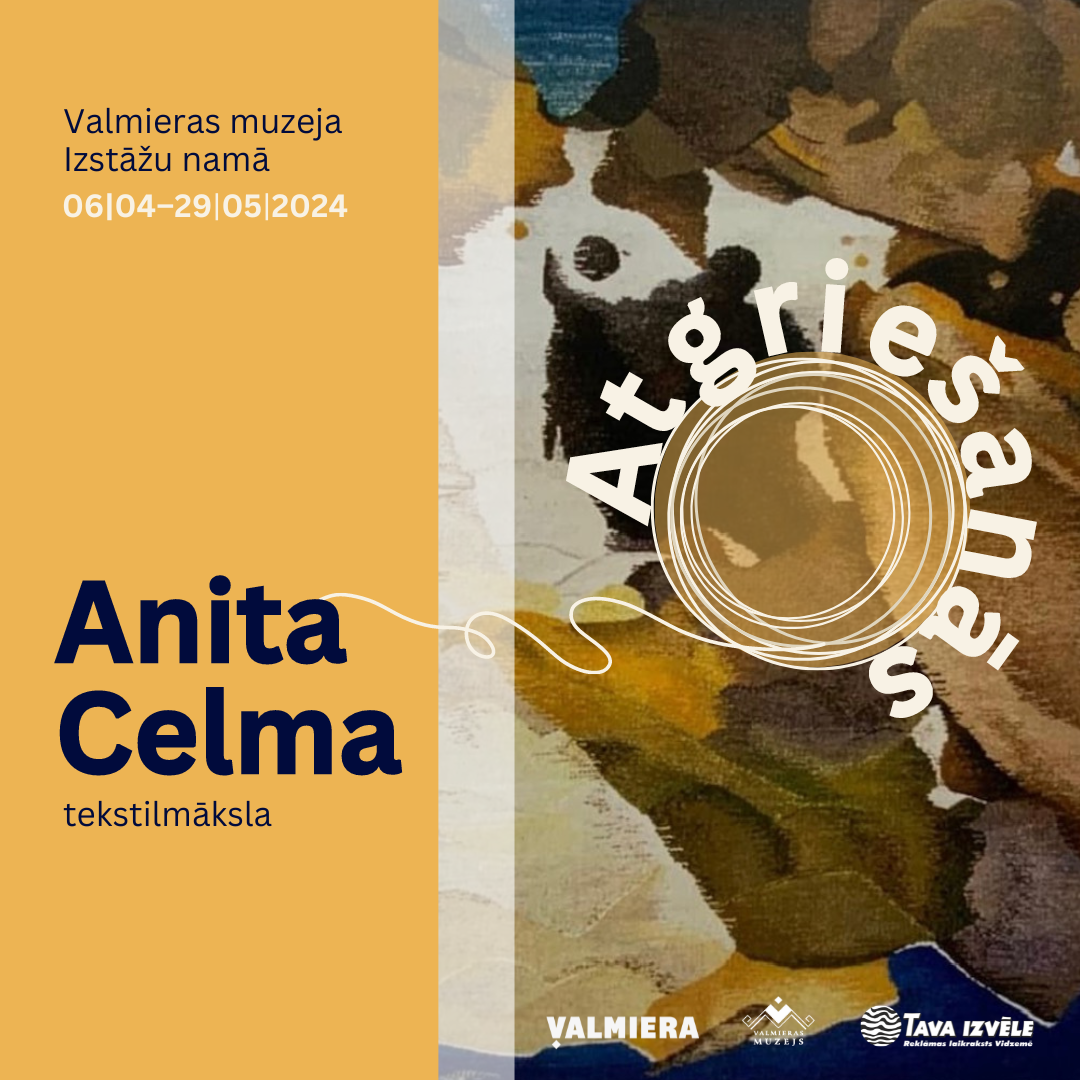 Valmieras muzeja
Izstāžu namā
06|04–29|05|2024
Atgriešanās
Anita
Celma
tekstilmāksla
VALMIERA
VALMIERAS
MUZEJS
TAVA IZVĒLE
Reklāmas laikraksts Vidzemē